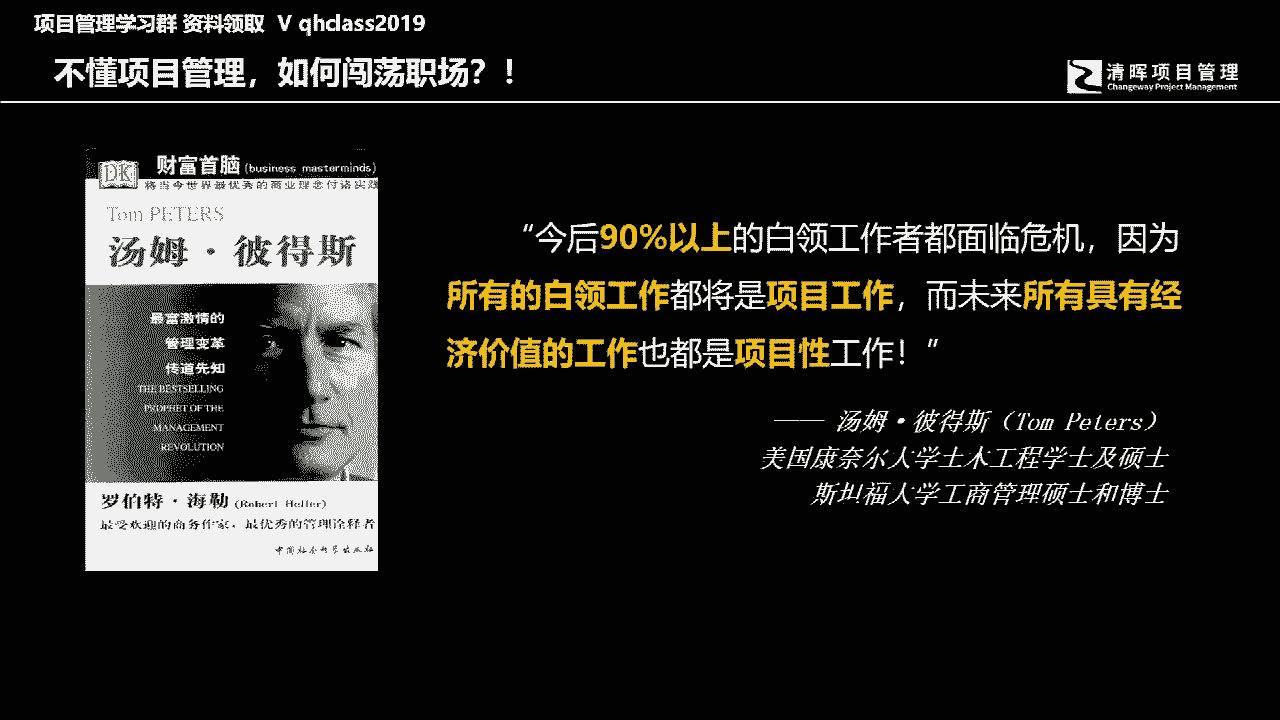 项目管理学习群 资料领取 V qhclass2019
不懂项目管理，如何闯荡职场？！
清晖项目管理
Changeway Project Management
DK 财富首脑 (business masterminds)
将当今世界最优秀的商业理念付诸实践
Tom PETERS
汤姆·彼得斯
最富激情的
管理变革
传道先知
THE BESTSELLING
PROPHET OF THE
MANAGEMENT
REVOLUTION
罗伯特·海勒 (Robert Heller)
最受欢迎的商务作家，最优秀的管理诠释者
中国社会科学出版社
“今后90%以上的白领工作者都面临危机，因为
所有的白领工作都将是项目工作，而未来所有具有经
济价值的工作也都是项目性工作！”
—— 汤姆·彼得斯（Tom Peters）
美国康奈尔大学土木工程学士及硕士
斯坦福大学工商管理硕士和博士